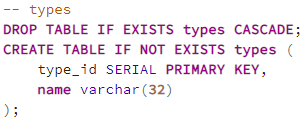 -- types
DROP TABLE IF EXISTS types CASCADE;
CREATE TABLE IF NOT EXISTS types (
    type_id SERIAL PRIMARY KEY,
    name varchar(32)
);